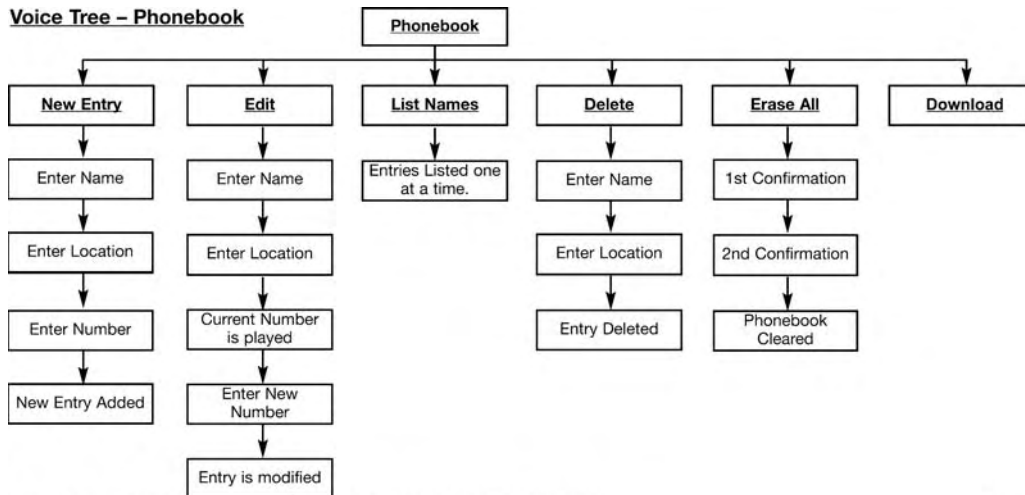 Voice Tree – Phonebook
Phonebook
New Entry
Edit
List Names
Delete
Erase All
Download
Enter Name
Enter Name
Entries Listed one
at a time.
Enter Name
1st Confirmation
Enter Location
Enter Location
Enter Location
2nd Confirmation
Enter Number
Current Number
is played
Entry Deleted
Phonebook
Cleared
New Entry Added
Enter New
Number
Entry is modified